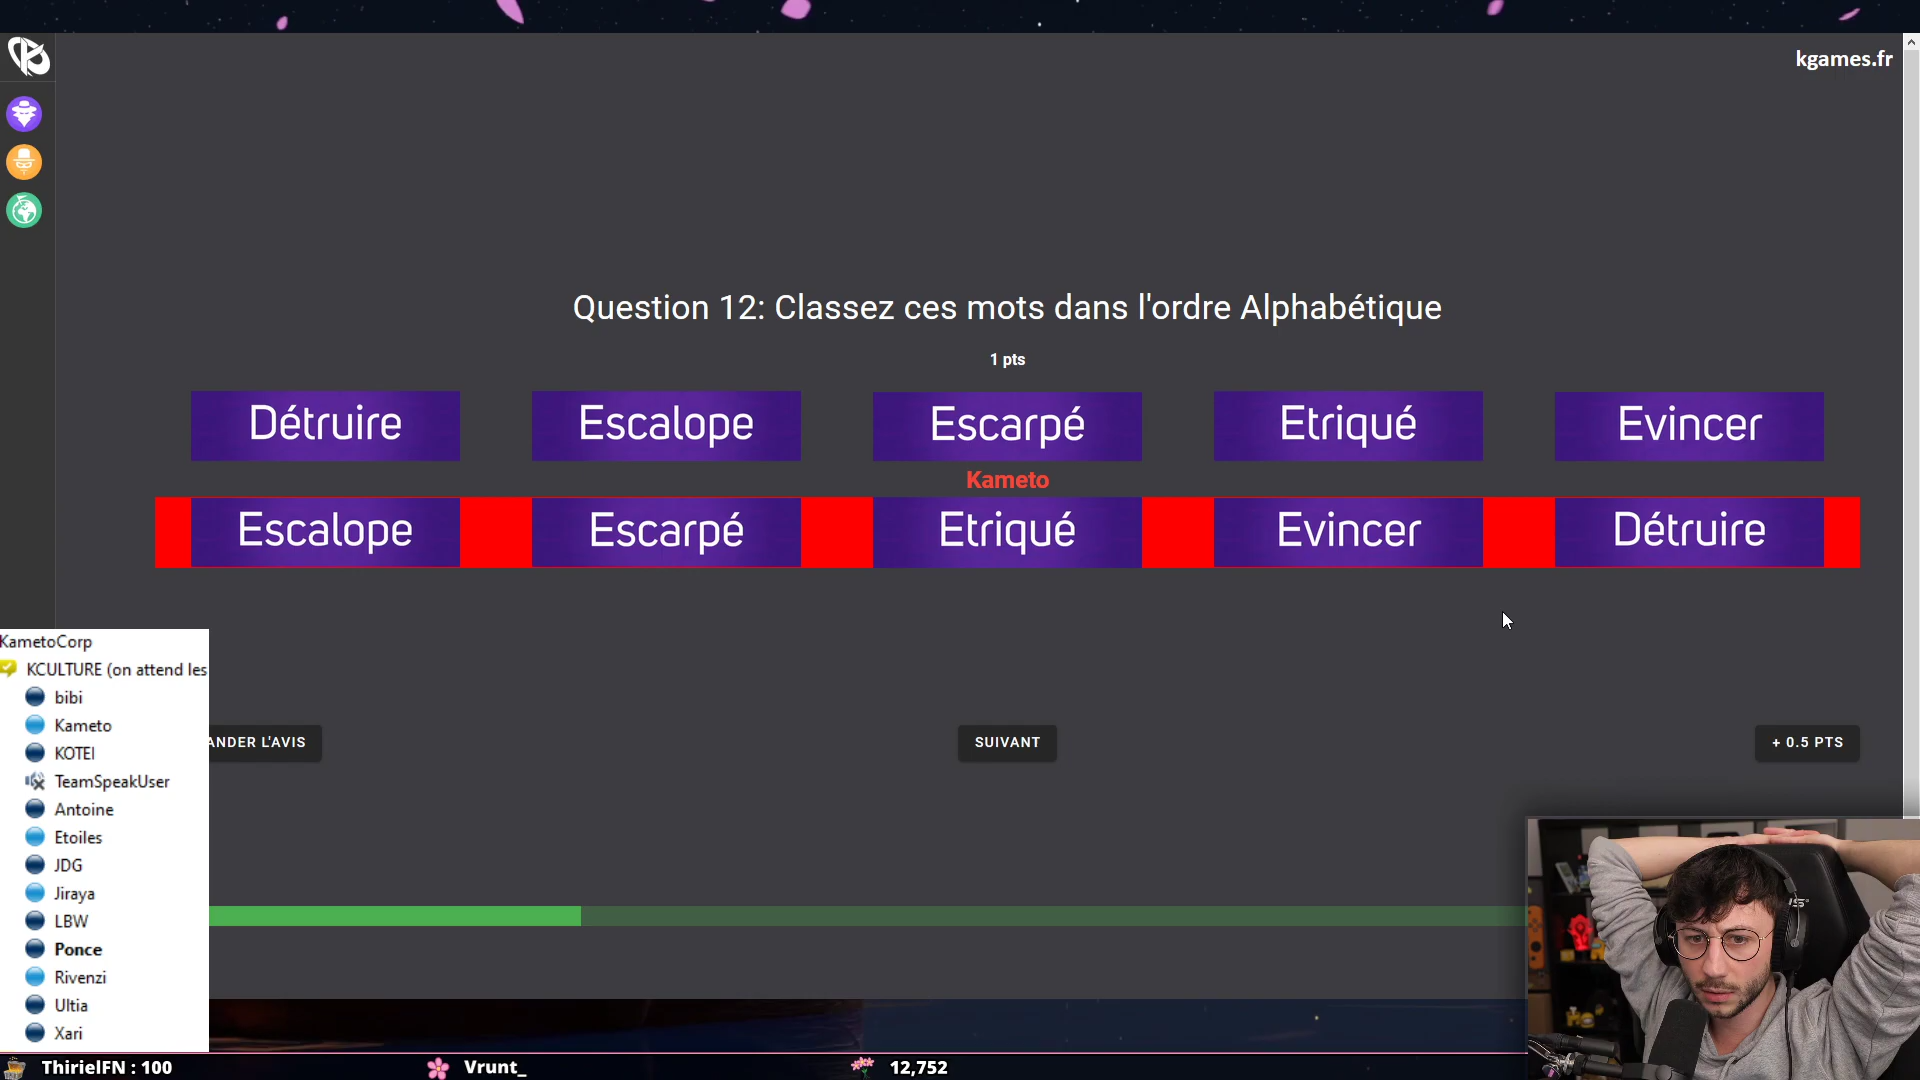 kgames.fr
Question 12: Classez ces mots dans l'ordre Alphabétique
1 pts
Détruire Escalope Escarpé Etriqué Evincer
Kameto
Escalope Escarpé Etriqué Evincer Détruire
KametoCorp
KCULTURE (on attend les
bibi
Kameto
ANDER L'AVIS SUIVANT + 0.5 PTS
KOTEI
TeamSpeakUser
Antoine
Etoiles
JDG
Jiraya
LBW
Ponce
Rivenzi
Ultia
Xari
ThirielFN : 100 Vrunt_ 12,752